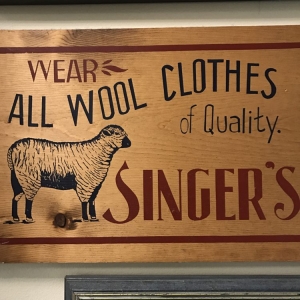 WEAR
ALL WOOL CLOTHES
of Quality.
SINGER'S